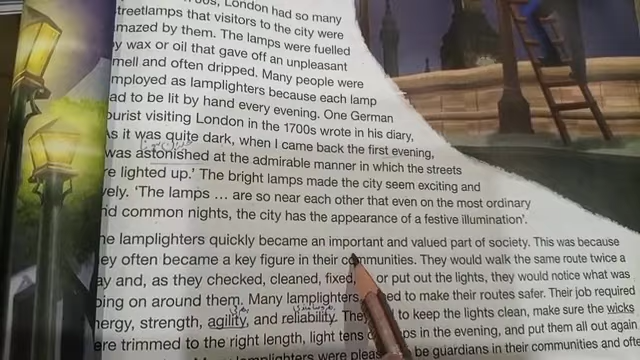 London had so many
streetlamps that visitors to the city were
amazed by them. The lamps were fuelled
by wax or oil that gave off an unpleasant
smell and often dripped. Many people were
employed as lamplighters because each lamp
had to be lit by hand every evening. One German
tourist visiting London in the 1700s wrote in his diary,
As it was quite dark, when I came back the first evening,
was astonished at the admirable manner in which the streets
re lighted up.' The bright lamps made the city seem exciting and
vely. 'The lamps ... are so near each other that even on the most ordinary
nd common nights, the city has the appearance of a festive illumination'.
he lamplighters quickly became an important and valued part of society. This was because
ey often became a key figure in their communities. They would walk the same route twice a
ay and, as they checked, cleaned, fixed, or put out the lights, they would notice what was
oing on around them. Many lamplighters to make their routes safer. Their job required
nergy, strength, agility, and reliability. to keep the lights clean, make sure the wicks
re trimmed to the right length, light in the evening, and put them all out again
lamplighters were be guardians in their communities and